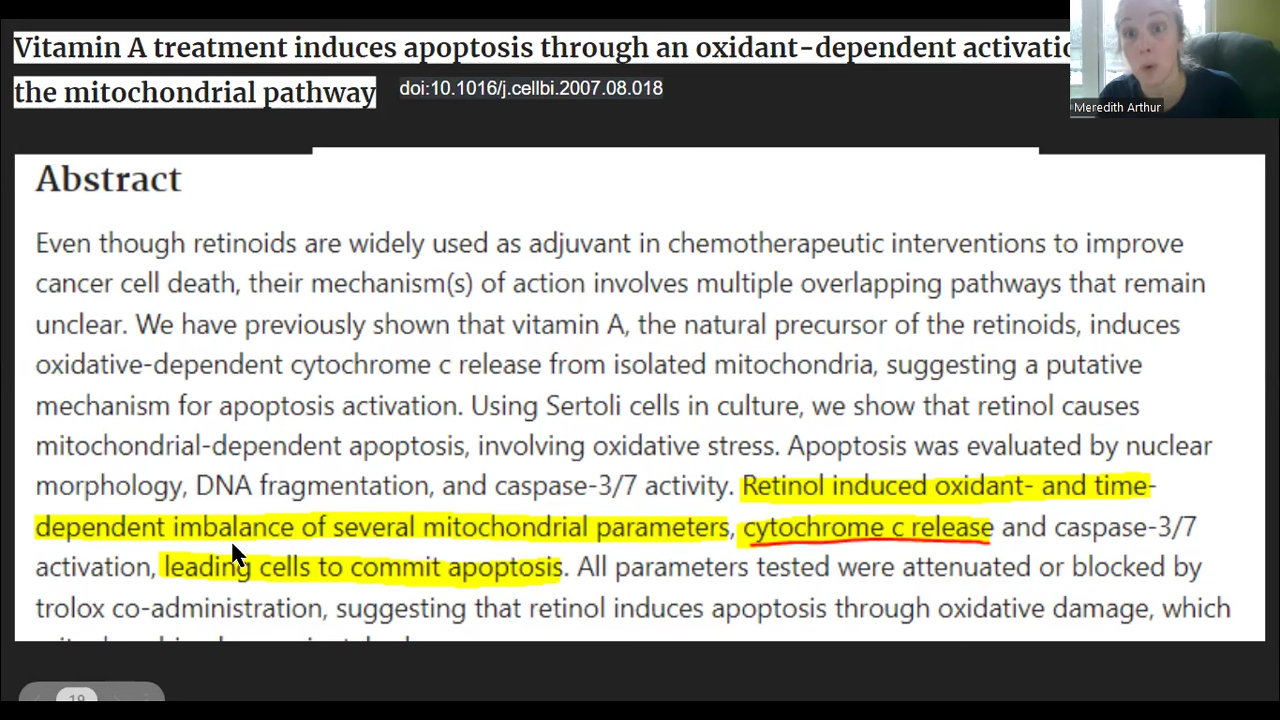 Vitamin A treatment induces apoptosis through an oxidant-dependent
the mitochondrial pathway
doi:10.1016/j.cellbi.2007.08.018
Meredith Arthur
Abstract
Even though retinoids are widely used as adjuvant in chemotherapeutic interventions to improve
cancer cell death, their mechanism(s) of action involves multiple overlapping pathways that remain
unclear. We have previously shown that vitamin A, the natural precursor of the retinoids, induces
oxidative-dependent cytochrome c release from isolated mitochondria, suggesting a putative
mechanism for apoptosis activation. Using Sertoli cells in culture, we show that retinol causes
mitochondrial-dependent apoptosis, involving oxidative stress. Apoptosis was evaluated by nuclear
morphology, DNA fragmentation, and caspase-3/7 activity. Retinol induced oxidant- and time-
dependent imbalance of several mitochondrial parameters, cytochrome c release and caspase-3/7
activation, leading cells to commit apoptosis. All parameters tested were attenuated or blocked by
trolox co-administration, suggesting that retinol induces apoptosis through oxidative damage, which